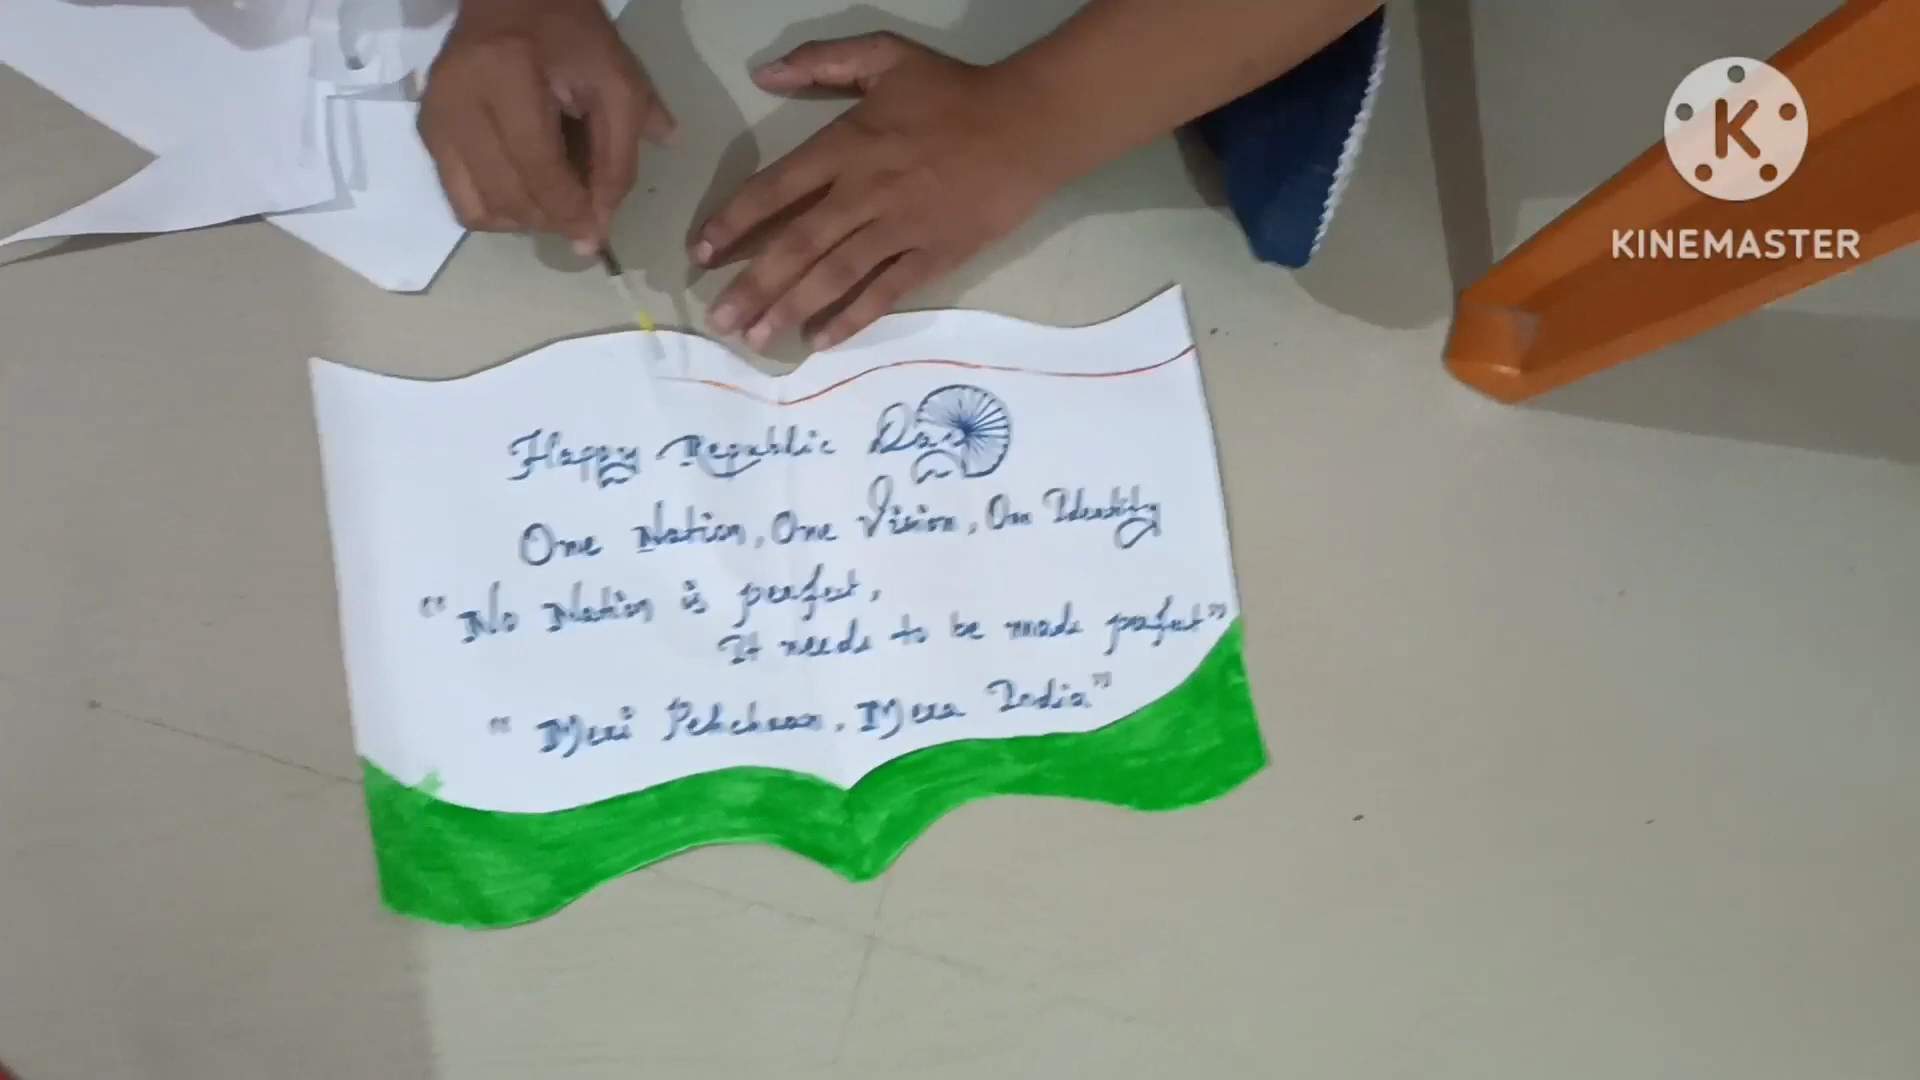 Happy Republic Day
One Nation, One Vision, On Identity
"No Nation is perfect,
It needs to be made perfect"
"Meri Pehchaan, Mera India"
K
KINEMASTER